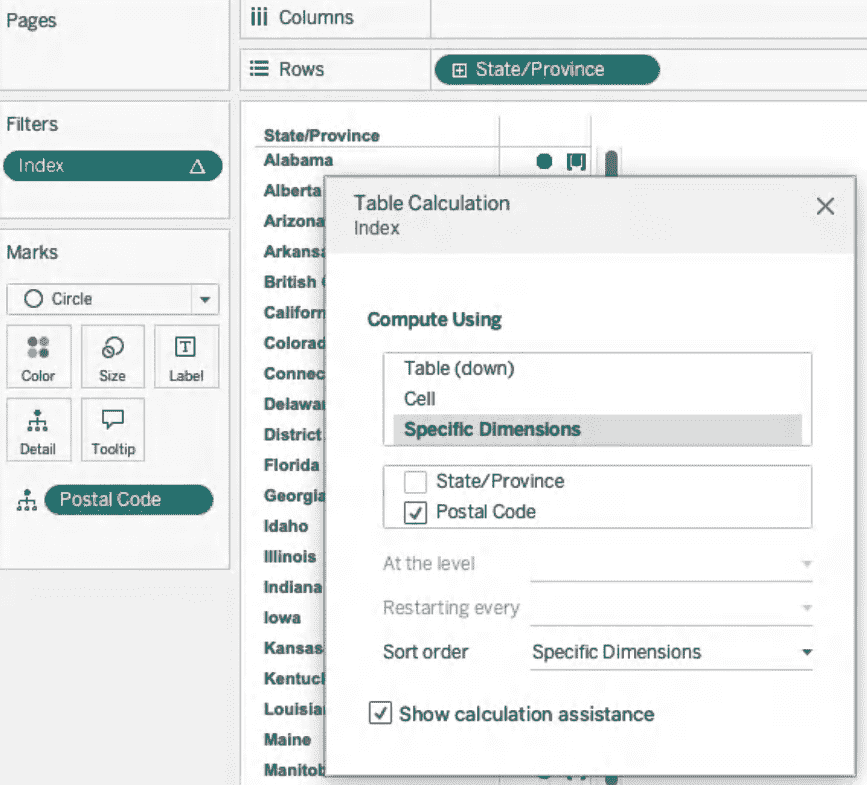 Pages
Columns
Rows
State/Province
Filters
Index
Marks
Circle
Color
Size
Label
Detail
Tooltip
Postal Code
State/Province
Alabama
Alberta
Arizona
Arkansa
British
Californ
Colorad
Connec
Delawar
District
Florida
Georgia
Idaho
Illinois
Indiana
Iowa
Kansas
Kentuck
Louisia
Maine
Manitob
Table Calculation
Index
Compute Using
Table (down)
Cell
Specific Dimensions
State/Province
Postal Code
At the level
Restarting every
Sort order
Specific Dimensions
Show calculation assistance